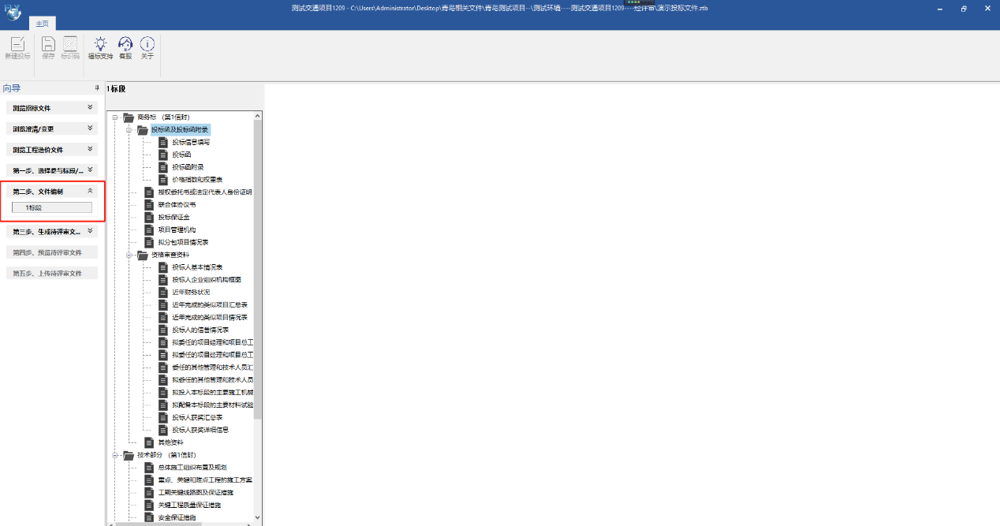 测试交通项目1209 - C:\Users\Administrator\Desktop\青岛相关文件\青岛测试项目--\测试环境----测试交通项目1209----经评审\演示投标文件.ztb
主页
新建投标
保存
标识码
福标支持
客服
关于
向导
1标段
浏览招标文件
浏览澄清/变更
浏览工程造价文件
第一步、选择参与标段/...
第二步、文件编制
1标段
第三步、生成待评审文...
第四步、预览待评审文件
第五步、上传待评审文件
商务标 (第1信封)
投标函及投标函附录
投标信息填写
投标函
投标函附录
价格指数和权重表
授权委托书或法定代表人身份证明
联合体协议书
投标保证金
项目管理机构
拟分包项目情况表
资格审查资料
投标人基本情况表
投标人企业组织机构框图
近年财务状况
近年完成的类似项目汇总表
近年完成的类似项目情况表
投标人的信誉情况表
拟委任的项目经理和项目总工
拟委任的项目经理和项目总工
委任的其他管理和技术人员汇
拟委任的其他管理和技术人员
拟投入本标段的主要施工机械
拟配备本标段的主要材料试验
投标人获奖汇总表
投标人获奖详细信息
其他资料
技术部分 (第1信封)
总体施工组织布置及规划
重点、关键和难点工程的施工方案
工期关键线路图及保证措施
关键工程质量保证措施
安全保证措施